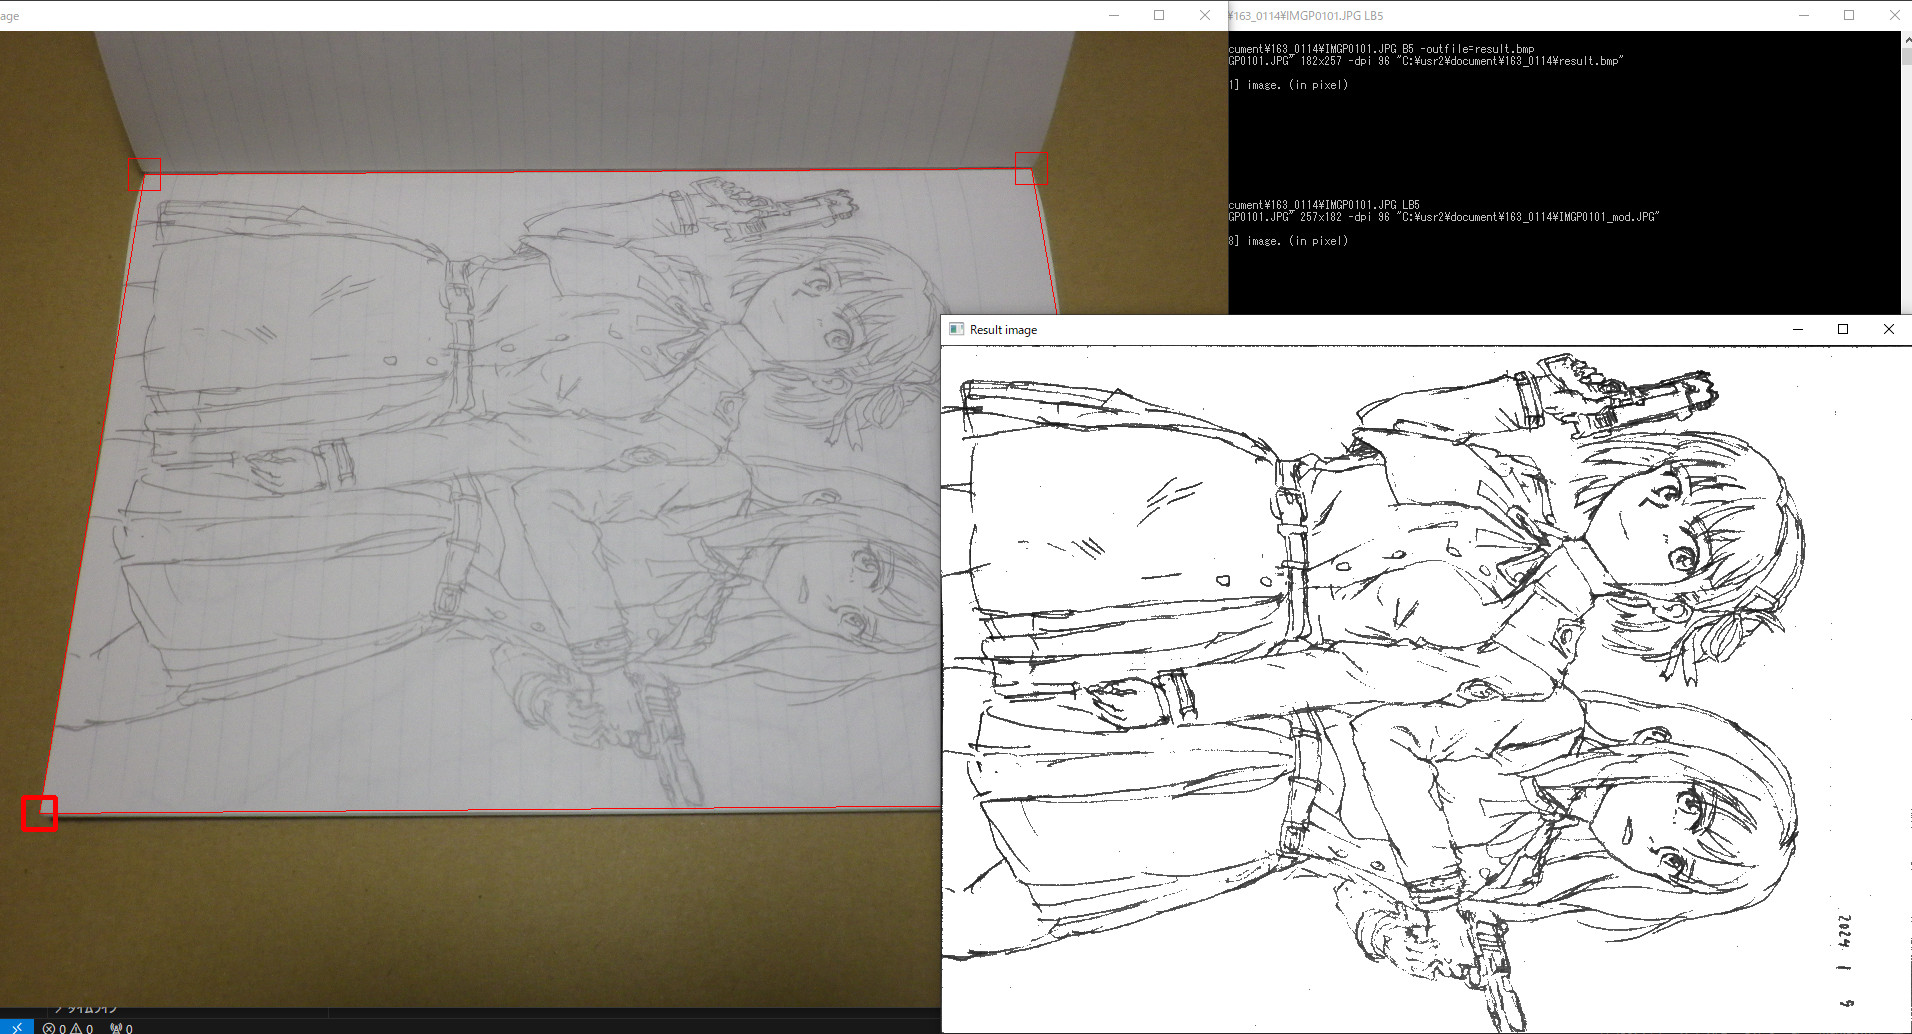 age
¥163_0114¥IMGP0101.JPG LB5
cument¥163_0114¥IMGP0101.JPG B5 -outfile=result.bmp
GP0101.JPG" 182x257 -dpi 96 "C:¥usr2¥document¥163_0114¥result.bmp"
1] image. (in pixel)
cument¥163_0114¥IMGP0101.JPG LB5
GP0101.JPG" 257x182 -dpi 96 "C:¥usr2¥document¥163_0114¥IMGP0101_mod.JPG"
8] image. (in pixel)
Result image
2024 1 9
タイムライン
0 0 0